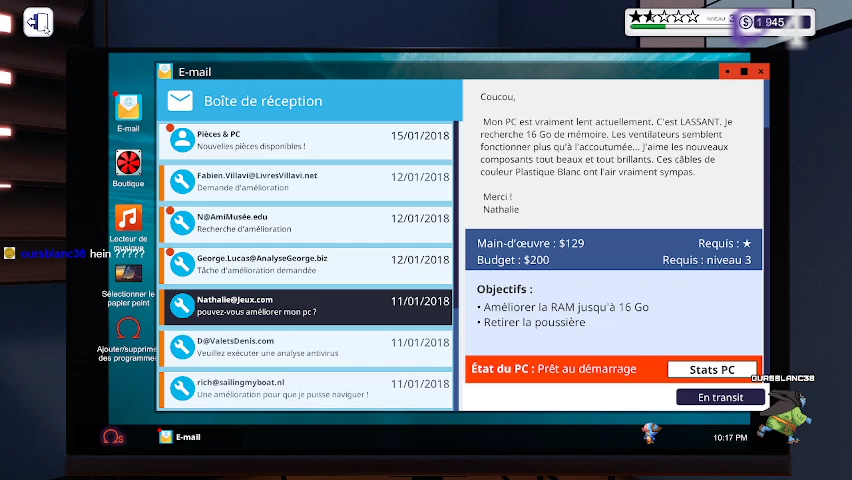 NIVEAU 3
$ 1 945
E-mail
Boîte de réception
Pièces & PC
15/01/2018
Nouvelles pièces disponibles !
Fabien.Villavi@LivresVillavi.net
12/01/2018
Demande d'amélioration
N@AmiMusée.edu
12/01/2018
Recherche d'amélioration
George.Lucas@AnalyseGeorge.biz
12/01/2018
Tâche d'amélioration demandée
Nathalie@Jeux.com
11/01/2018
pouvez-vous améliorer mon pc ?
D@ValetsDenis.com
11/01/2018
Veuillez exécuter une analyse antivirus
rich@sailingmyboat.nl
11/01/2018
Une amélioration pour que je puisse naviguer !
Coucou,
Mon PC est vraiment lent actuellement. C'est LASSANT. Je
recherche 16 Go de mémoire. Les ventilateurs semblent
fonctionner plus qu'à l'accoutumée... J'aime les nouveaux
composants tout beaux et tout brillants. Ces câbles de
couleur Plastique Blanc ont l'air vraiment sympas.
Merci !
Nathalie
Main-d'œuvre : $129
Requis : ★
Budget : $200
Requis : niveau 3
Objectifs :
• Améliorer la RAM jusqu'à 16 Go
• Retirer la poussière
État du PC : Prêt au démarrage
Stats PC
En transit
E-mail
Boutique
Lecteur de
musique
Sélectionner le
papier peint
Ajouter/supprime
des programmes
oursblanc38 hein ?????
OURSBLANC38
E-mail
10:17 PM